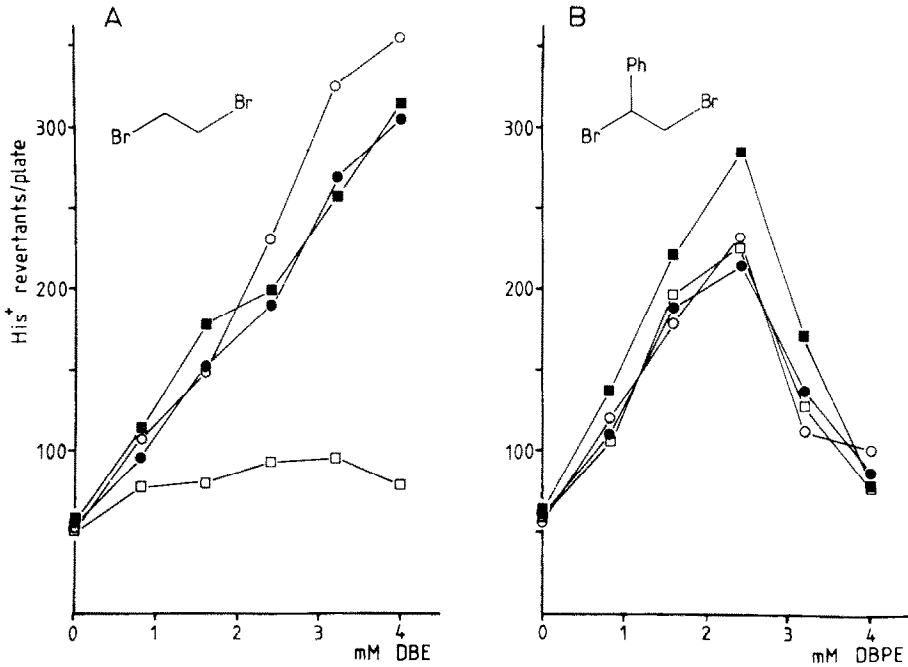 A
B
Br
Br
Ph
Br
Br
His⁺ revertants/plate
300
200
100
0 1 2 3 4
mM DBE
300
200
100
0 1 2 3 4
mM DBPE